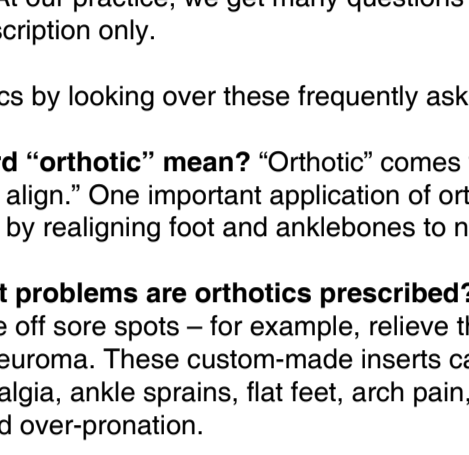 At our practice, we get many questions
scription only.
cs by looking over these frequently ask
rd “orthotic” mean? “Orthotic” comes
align.” One important application of ort
by realigning foot and anklebones to n
t problems are orthotics prescribed?
e off sore spots – for example, relieve th
euroma. These custom-made inserts ca
algia, ankle sprains, flat feet, arch pain,
d over-pronation.